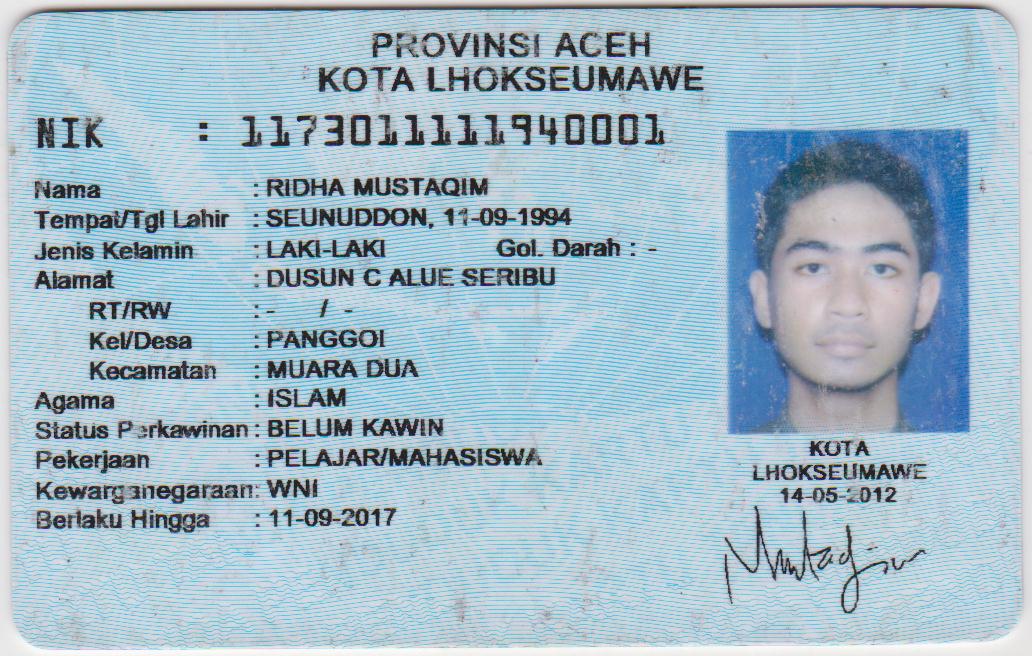 PROVINSI ACEH
KOTA LHOKSEUMAWE
NIK : 1173011111940001
Nama : RIDHA MUSTAQIM
Tempat/Tgl Lahir : SEUNUDDON, 11-09-1994
Jenis Kelamin : LAKI-LAKI Gol. Darah : -
Alamat : DUSUN C ALUE SERIBU
RT/RW : - / -
Kel/Desa : PANGGOI
Kecamatan : MUARA DUA
Agama : ISLAM
Status Perkawinan : BELUM KAWIN
Pekerjaan : PELAJAR/MAHASISWA
Kewarganegaraan: WNI
Berlaku Hingga : 11-09-2017
KOTA
LHOKSEUMAWE
14-05-2012